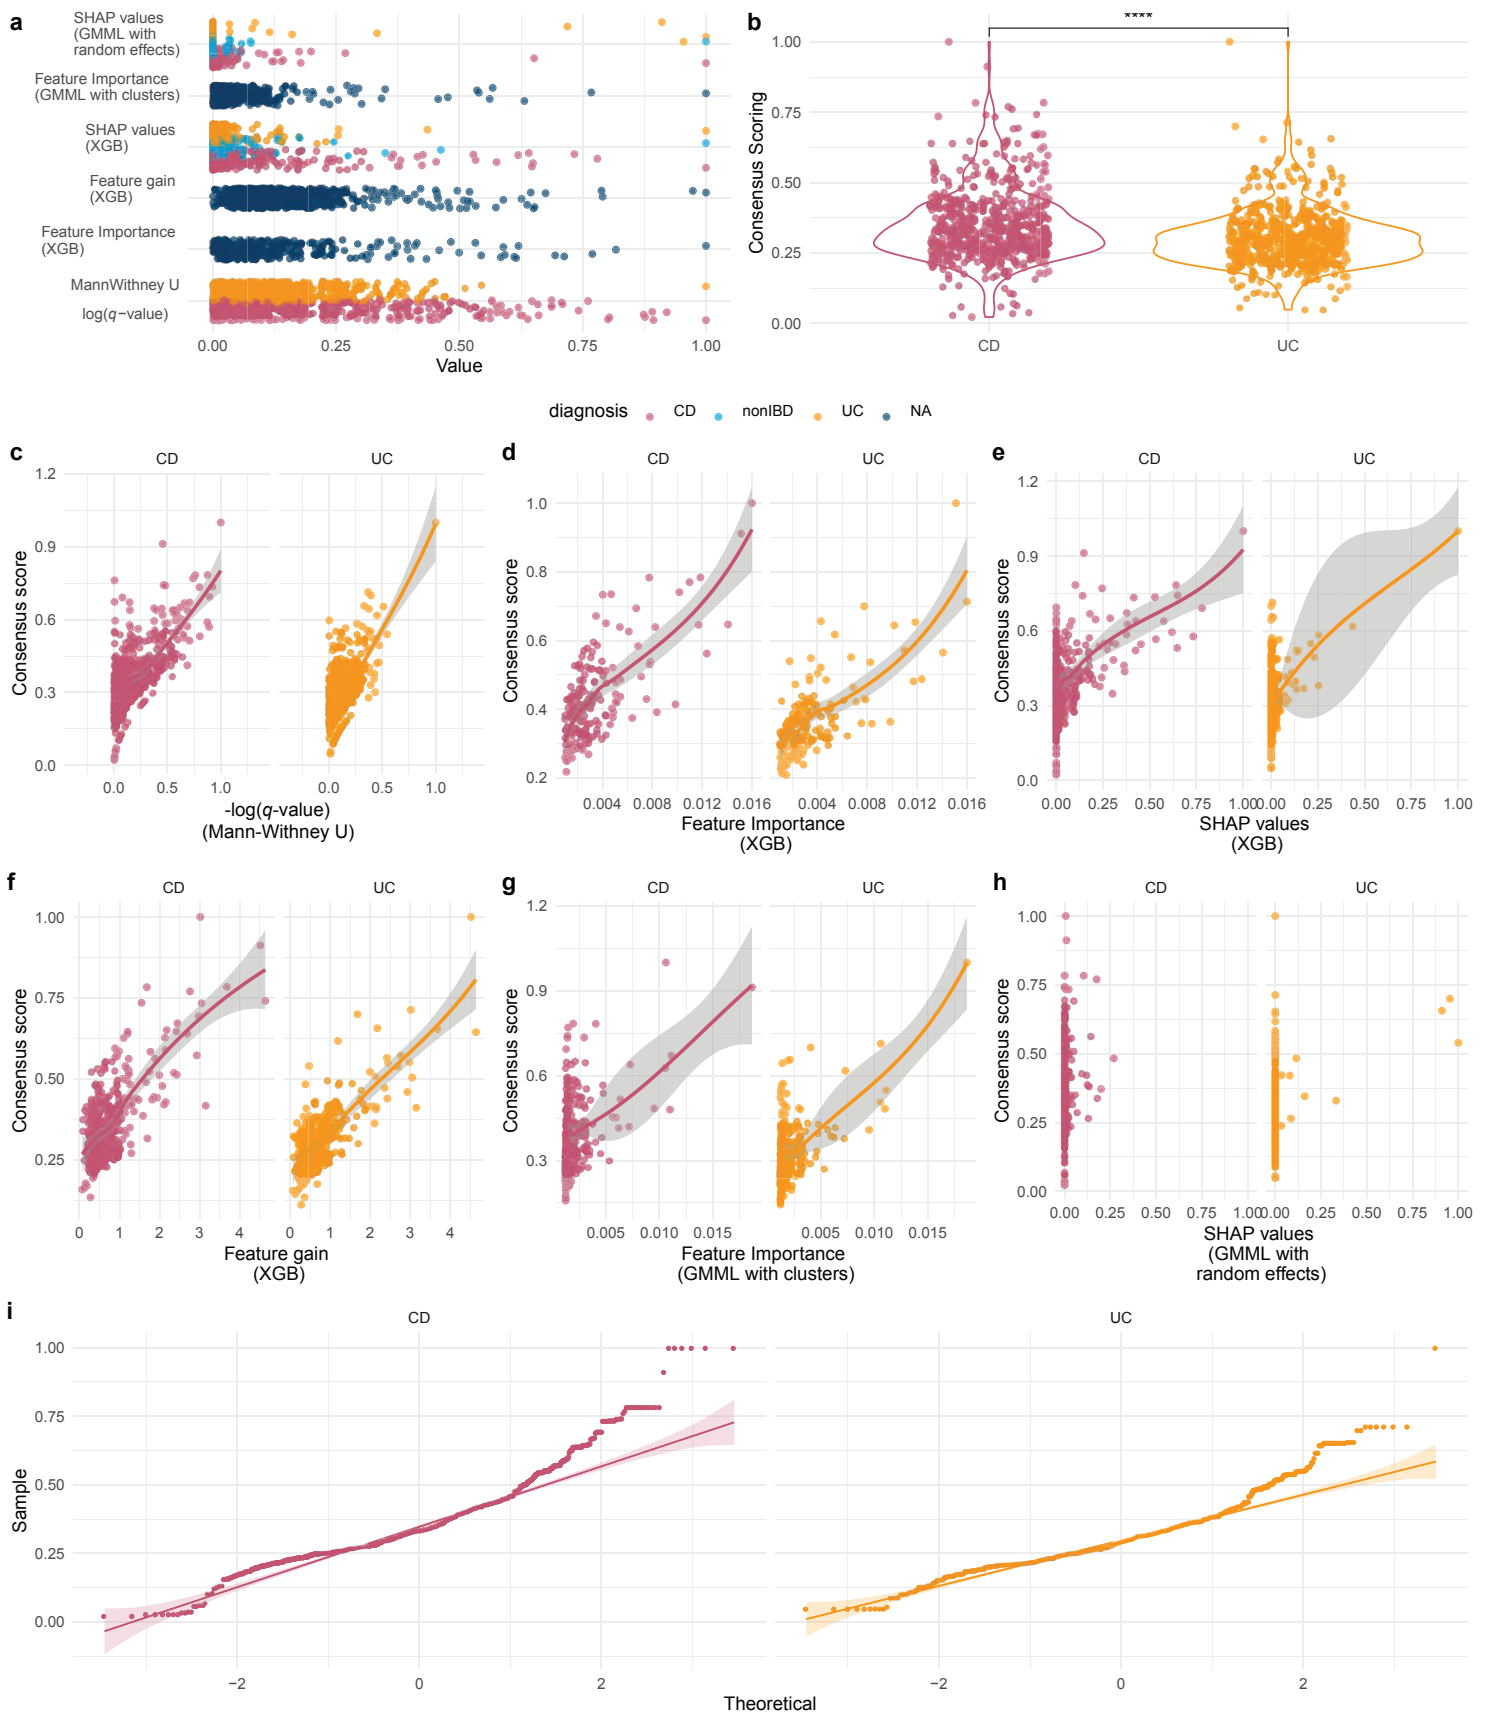 a
SHAP values
(GMML with
random effects)
Feature Importance
(GMML with clusters)
SHAP values
(XGB)
Feature gain
(XGB)
Feature Importance
(XGB)
MannWithney U
log(q−value)
0.00 0.25 0.50 0.75 1.00
Value
b
****
Consensus Scoring
1.00
0.75
0.50
0.25
0.00
CD UC
diagnosis CD nonIBD UC NA
c
CD UC
Consensus score
1.2
0.9
0.6
0.3
0.0
0.0 0.5 1.0 0.0 0.5 1.0
-log(q-value)
(Mann-Withney U)
d
CD UC
Consensus score
1.0
0.8
0.6
0.4
0.2
0.004 0.008 0.012 0.016 0.004 0.008 0.012 0.016
Feature Importance
(XGB)
e
CD UC
Consensus score
1.2
0.9
0.6
0.3
0.0
0.00 0.25 0.50 0.75 1.00 0.00 0.25 0.50 0.75 1.00
SHAP values
(XGB)
f
CD UC
Consensus score
1.00
0.75
0.50
0.25
0 1 2 3 4 0 1 2 3 4
Feature gain
(XGB)
g
CD UC
Consensus score
1.2
0.9
0.6
0.3
0.005 0.010 0.015 0.005 0.010 0.015
Feature Importance
(GMML with clusters)
h
CD UC
Consensus score
1.00
0.75
0.50
0.25
0.00
0.00 0.25 0.50 0.75 1.00 0.00 0.25 0.50 0.75 1.00
SHAP values
(GMML with
random effects)
i
CD UC
Sample
1.00
0.75
0.50
0.25
0.00
−2 0 2 −2 0 2
Theoretical